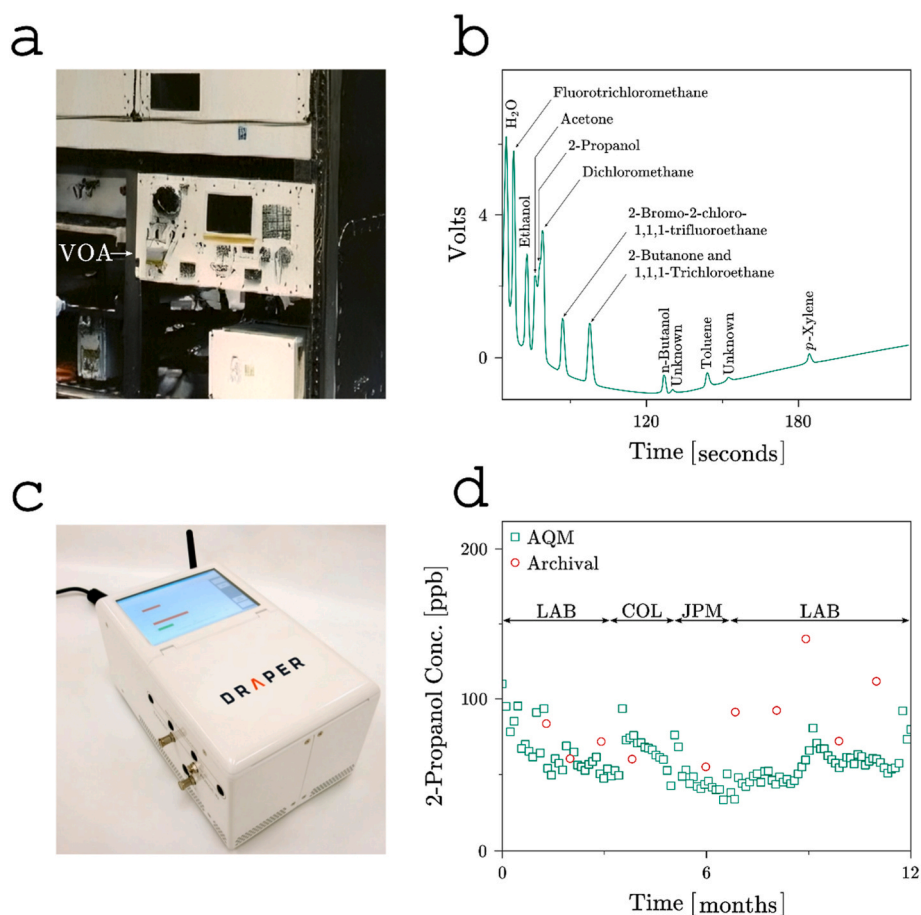 a
VOA
b
H₂O
Fluorotrichloromethane
Acetone
2-Propanol
Dichloromethane
Ethanol
2-Bromo-2-chloro-
1,1,1-trifluoroethane
2-Butanone and
1,1,1-Trichloroethane
n-Butanol
Unknown
Toluene
Unknown
p-Xylene
Volts
4
0
120
180
Time [seconds]
c
DRAPER
d
200
AQM
Archival
LAB
COL
JPM
LAB
100
0
2-Propanol Conc. [ppb]
0
6
12
Time [months]